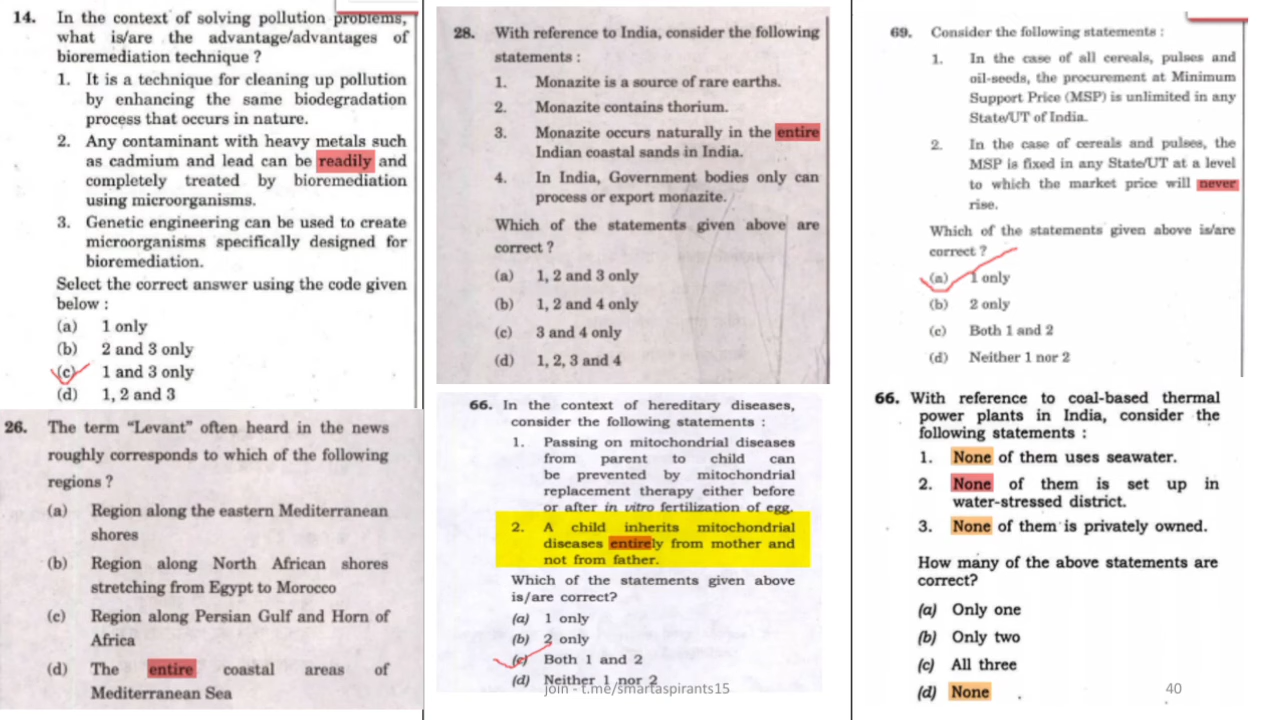 14. In the context of solving pollution problems,
what is/are the advantage/advantages of
bioremediation technique ?
1. It is a technique for cleaning up pollution
by enhancing the same biodegradation
process that occurs in nature.
2. Any contaminant with heavy metals such
as cadmium and lead can be readily and
completely treated by bioremediation
using microorganisms.
3. Genetic engineering can be used to create
microorganisms specifically designed for
bioremediation.
Select the correct answer using the code given
below :
(a) 1 only
(b) 2 and 3 only
(c) 1 and 3 only
(d) 1, 2 and 3
26. The term “Levant” often heard in the news
roughly corresponds to which of the following
regions ?
(a) Region along the eastern Mediterranean
shores
(b) Region along North African shores
stretching from Egypt to Morocco
(c) Region along Persian Gulf and Horn of
Africa
(d) The entire coastal areas of
Mediterranean Sea
28. With reference to India, consider the following
statements :
1. Monazite is a source of rare earths.
2. Monazite contains thorium.
3. Monazite occurs naturally in the entire
Indian coastal sands in India.
4. In India, Government bodies only can
process or export monazite.
Which of the statements given above are
correct ?
(a) 1, 2 and 3 only
(b) 1, 2 and 4 only
(c) 3 and 4 only
(d) 1, 2, 3 and 4
66. In the context of hereditary diseases,
consider the following statements :
1. Passing on mitochondrial diseases
from parent to child can
be prevented by mitochondrial
replacement therapy either before
or after in vitro fertilization of egg.
2. A child inherits mitochondrial
diseases entirely from mother and
not from father.
Which of the statements given above
is/are correct?
(a) 1 only
(b) 2 only
(c) Both 1 and 2
(d) Neither 1 nor 2
join - t.me/smartaspirants15
69. Consider the following statements :
1. In the case of all cereals, pulses and
oil-seeds, the procurement at Minimum
Support Price (MSP) is unlimited in any
State/UT of India.
2. In the case of cereals and pulses, the
MSP is fixed in any State/UT at a level
to which the market price will never
rise.
Which of the statements given above is/are
correct ?
(a) 1 only
(b) 2 only
(c) Both 1 and 2
(d) Neither 1 nor 2
66. With reference to coal-based thermal
power plants in India, consider the
following statements :
1. None of them uses seawater.
2. None of them is set up in
water-stressed district.
3. None of them is privately owned.
How many of the above statements are
correct?
(a) Only one
(b) Only two
(c) All three
(d) None
40